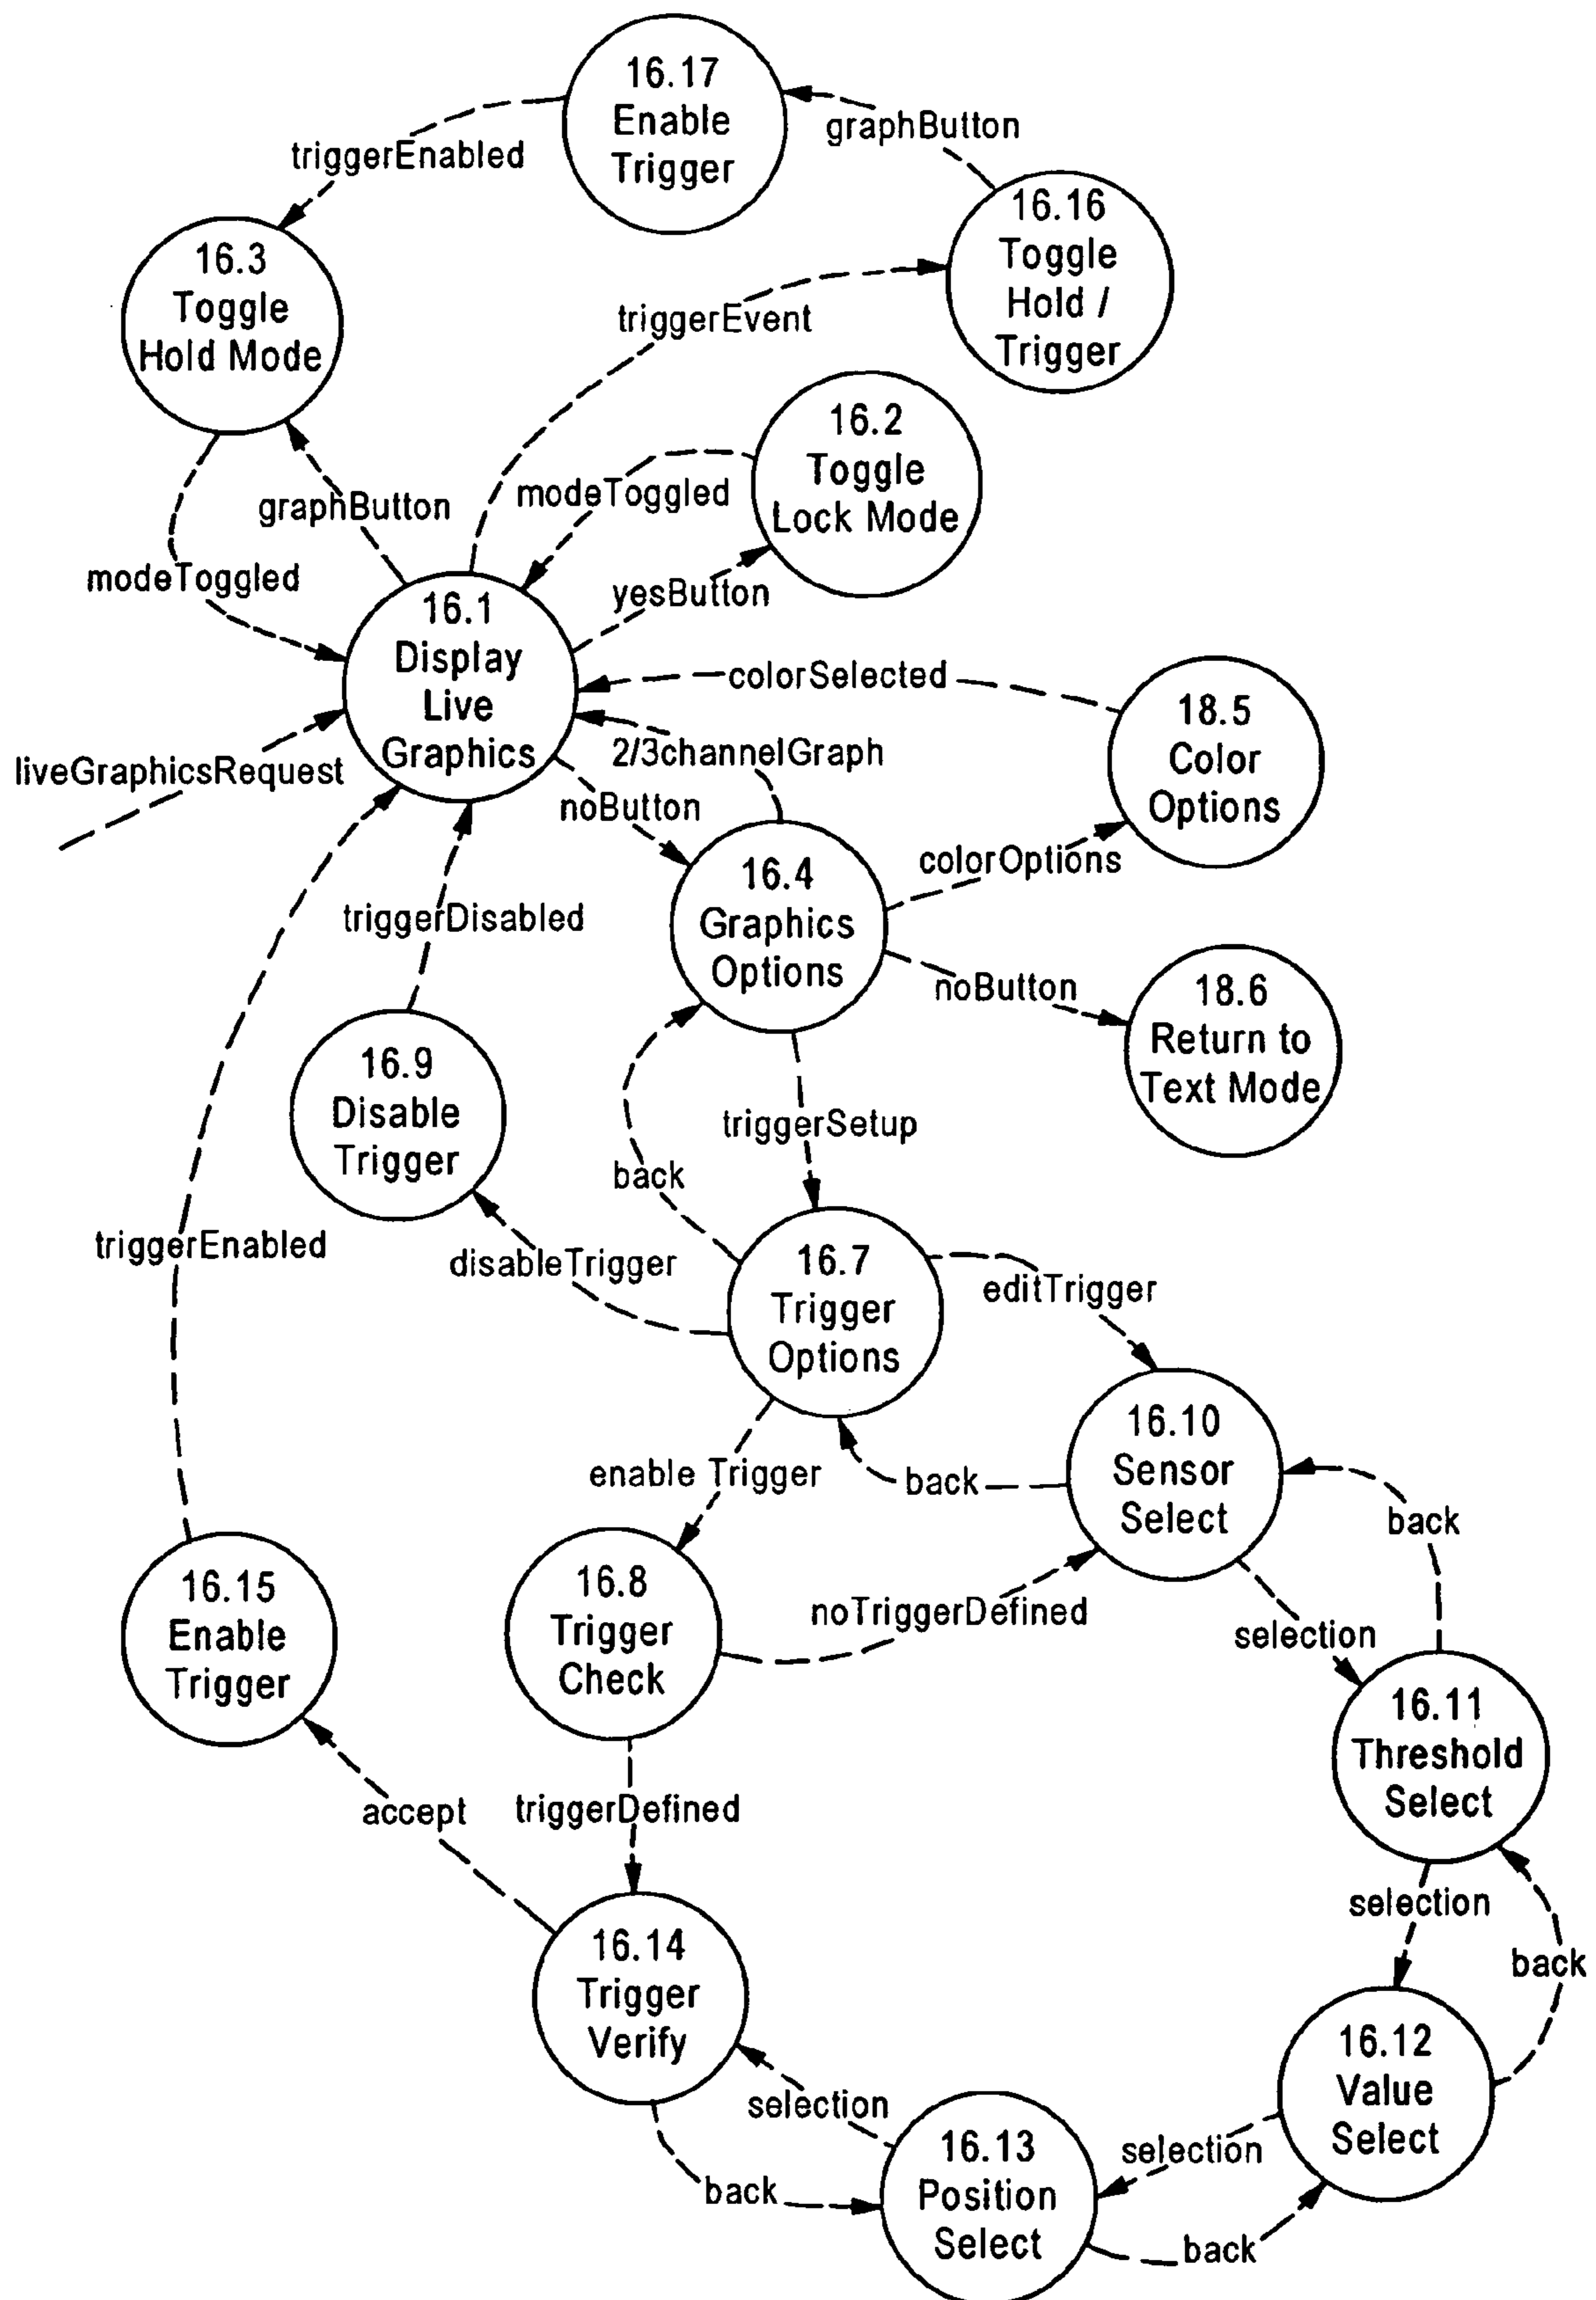 16.17
Enable
Trigger
graphButton
triggerEnabled
16.16
Toggle
Hold /
Trigger
16.3
Toggle
Hold Mode
triggerEvent
16.2
Toggle
Lock Mode
modeToggled
graphButton
modeToggled
yesButton
16.1
Display
Live
Graphics
colorSelected
18.5
Color
Options
2/3channelGraph
liveGraphicsRequest
noButton
colorOptions
16.4
Graphics
Options
triggerDisabled
noButton
18.6
Return to
Text Mode
16.9
Disable
Trigger
triggerSetup
back
triggerEnabled
disableTrigger
16.7
Trigger
Options
editTrigger
16.10
Sensor
Select
enable Trigger
back
back
16.15
Enable
Trigger
16.8
Trigger
Check
noTriggerDefined
selection
16.11
Threshold
Select
accept
triggerDefined
selection
back
16.14
Trigger
Verify
16.12
Value
Select
selection
selection
16.13
Position
Select
back
back